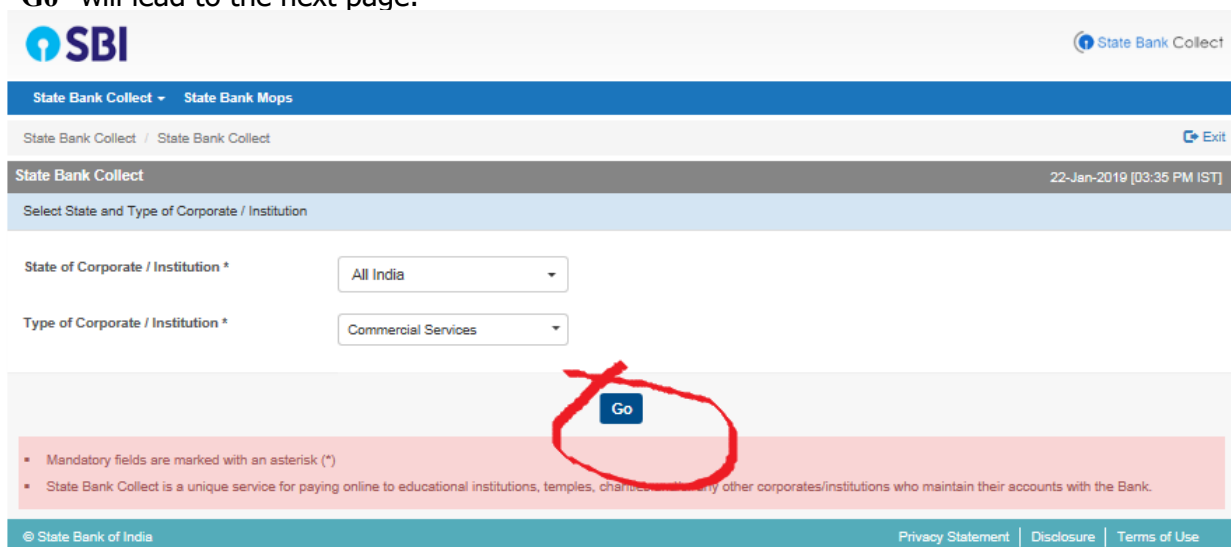 "Go" will lead to the next page.
SBI
State Bank Collect
State Bank Collect State Bank Mops
State Bank Collect / State Bank Collect
Exit
State Bank Collect
22-Jan-2019 [03:35 PM IST]
Select State and Type of Corporate / Institution
State of Corporate / Institution *
All India
Type of Corporate / Institution *
Commercial Services
Go
Mandatory fields are marked with an asterisk (*)
State Bank Collect is a unique service for paying online to educational institutions, temples, charities any other corporates/institutions who maintain their accounts with the Bank.
© State Bank of India
Privacy Statement | Disclosure | Terms of Use